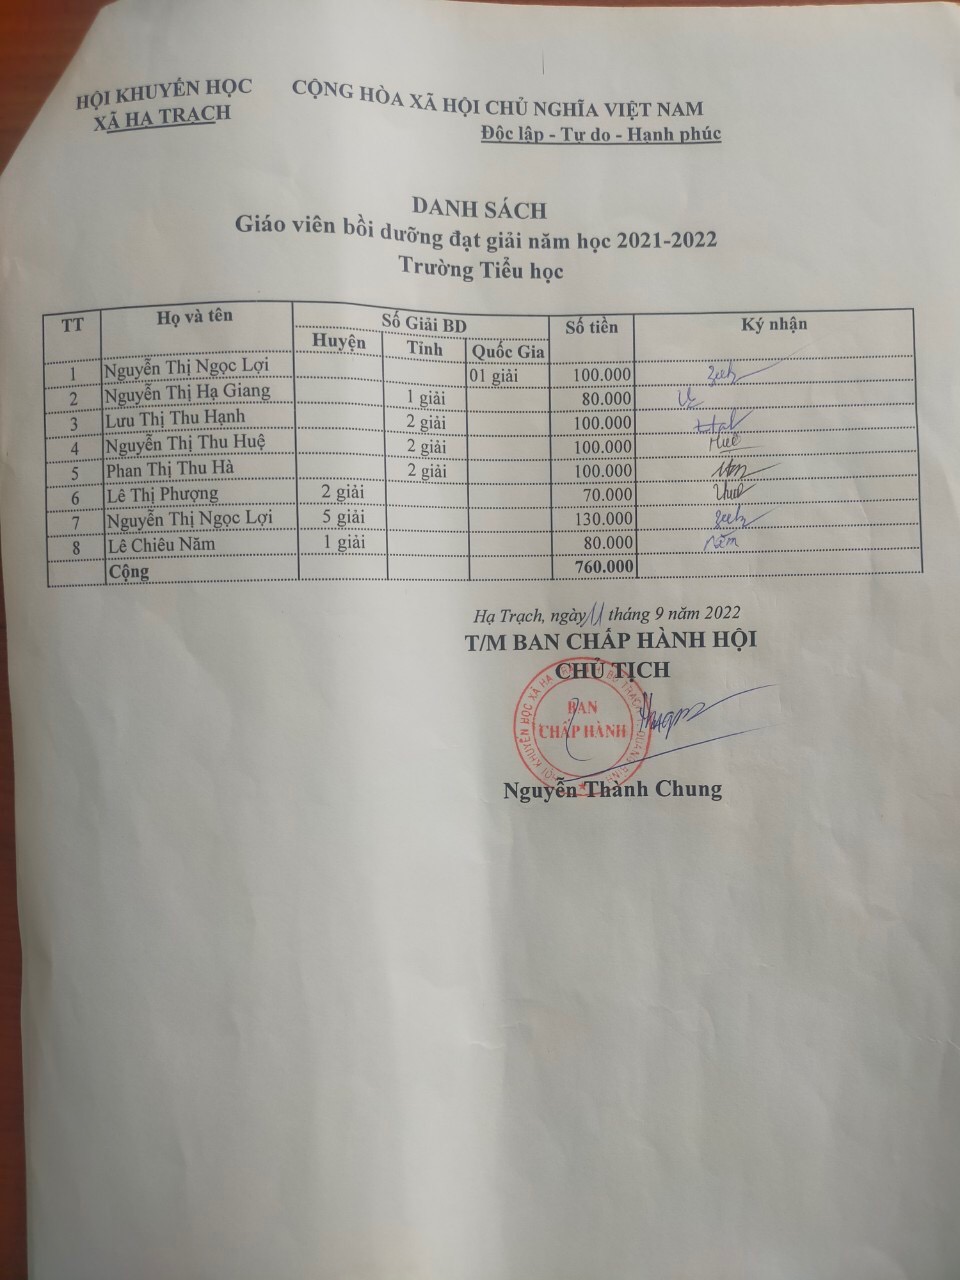 HỘI KHUYẾN HỌC
XÃ HẠ TRẠCH
CỘNG HÒA XÃ HỘI CHỦ NGHĨA VIỆT NAM
Độc lập - Tự do - Hạnh phúc
DANH SÁCH
Giáo viên bồi dưỡng đạt giải năm học 2021-2022
Trường Tiểu học
TT Họ và tên Số Giải BD Số tiền Ký nhận
Huyện Tỉnh Quốc Gia
1 Nguyễn Thị Ngọc Lợi 01 giải 100.000
2 Nguyễn Thị Hạ Giang 1 giải 80.000
3 Lưu Thị Thu Hạnh 2 giải 100.000
4 Nguyễn Thị Thu Huệ 2 giải 100.000 Huê
5 Phan Thị Thu Hà 2 giải 100.000
6 Lê Thị Phượng 2 giải 70.000
7 Nguyễn Thị Ngọc Lợi 5 giải 130.000
8 Lê Chiêu Năm 1 giải 80.000 Năm
Cộng 760.000
Hạ Trạch, ngày 11 tháng 9 năm 2022
T/M BAN CHẤP HÀNH HỘI
CHỦ TỊCH
BAN
CHẤP HÀNH
Nguyễn Thành Chung